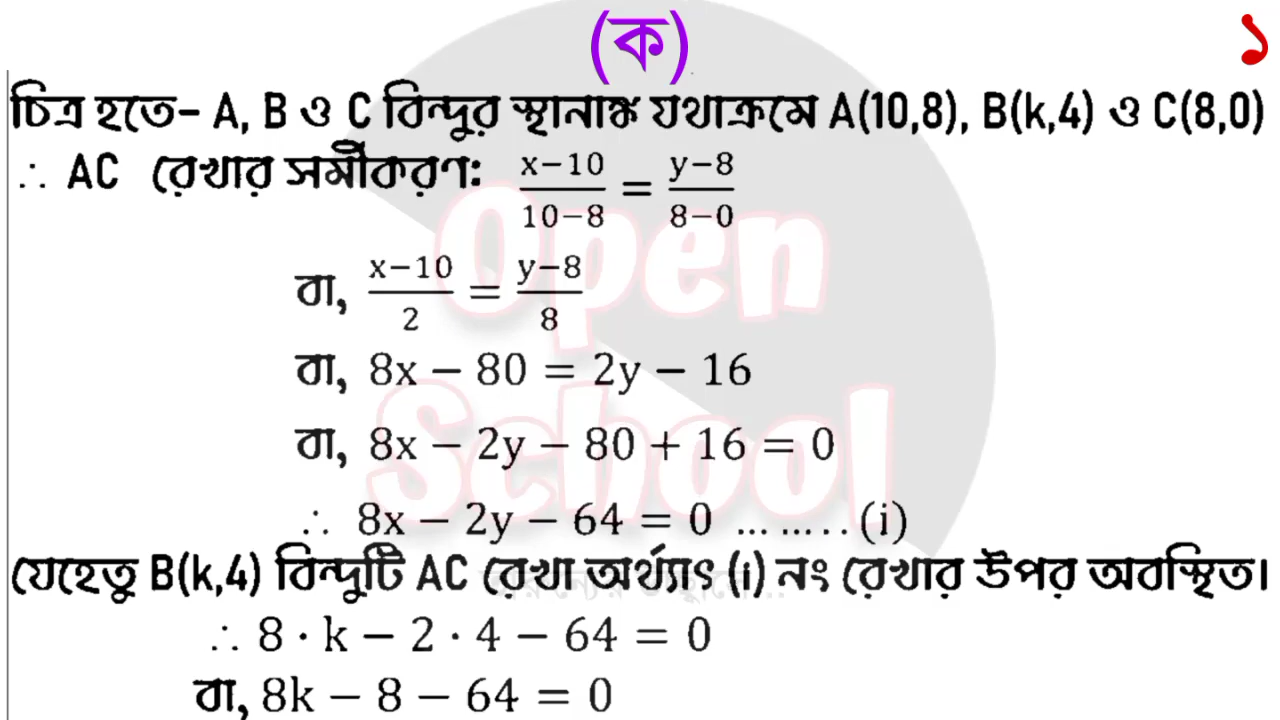 (ক)
১
চিত্র হতে- A, B ও C বিন্দুর স্থানাঙ্ক যথাক্রমে A(10,8), B(k,4) ও C(8,0)
∴ AC রেখার সমীকরণঃ (x−10)/(10−8) = (y−8)/(8−0)
বা, (x−10)/2 = (y−8)/8
বা, 8x − 80 = 2y − 16
বা, 8x − 2y − 80 + 16 = 0
∴ 8x − 2y − 64 = 0 ... ... . . (i)
যেহেতু B(k,4) বিন্দুটি AC রেখা অর্থ্যাৎ (i) নং রেখার উপর অবস্থিত।
∴ 8 · k − 2 · 4 − 64 = 0
বা, 8k − 8 − 64 = 0
Open
School